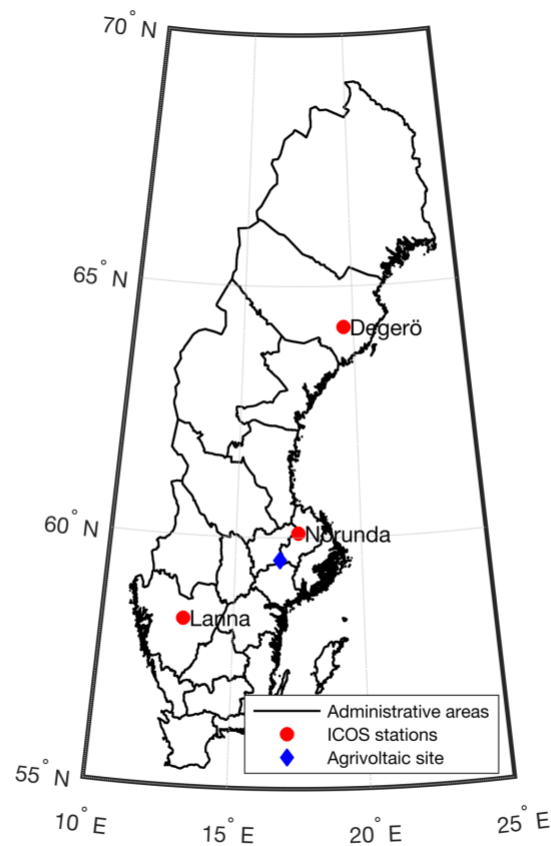 70° N
65° N
Degerö
60° N
Norunda
Lanna
Administrative areas
ICOS stations
Agrivoltaic site
55° N
10° E
15° E
20° E
25° E